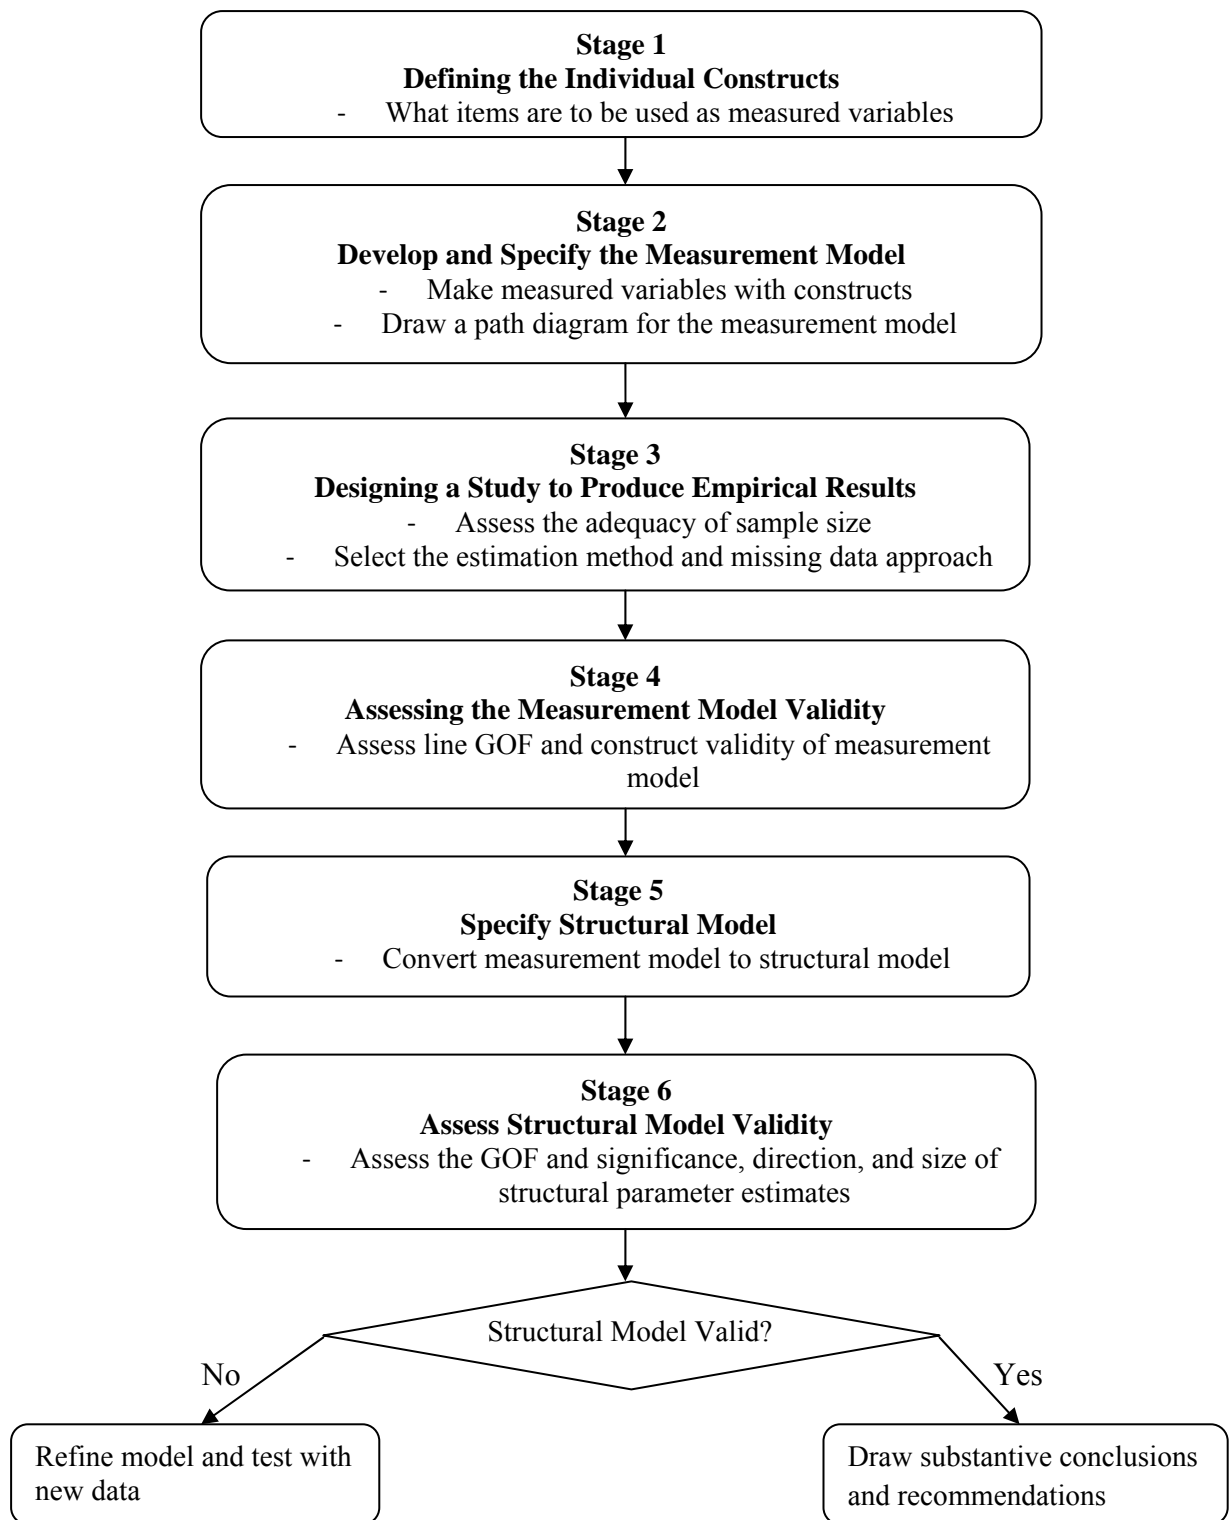 Stage 1
Defining the Individual Constructs
- What items are to be used as measured variables
Stage 2
Develop and Specify the Measurement Model
- Make measured variables with constructs
- Draw a path diagram for the measurement model
Stage 3
Designing a Study to Produce Empirical Results
- Assess the adequacy of sample size
- Select the estimation method and missing data approach
Stage 4
Assessing the Measurement Model Validity
- Assess line GOF and construct validity of measurement
model
Stage 5
Specify Structural Model
- Convert measurement model to structural model
Stage 6
Assess Structural Model Validity
- Assess the GOF and significance, direction, and size of
structural parameter estimates
Structural Model Valid?
No
Yes
Refine model and test with
new data
Draw substantive conclusions
and recommendations